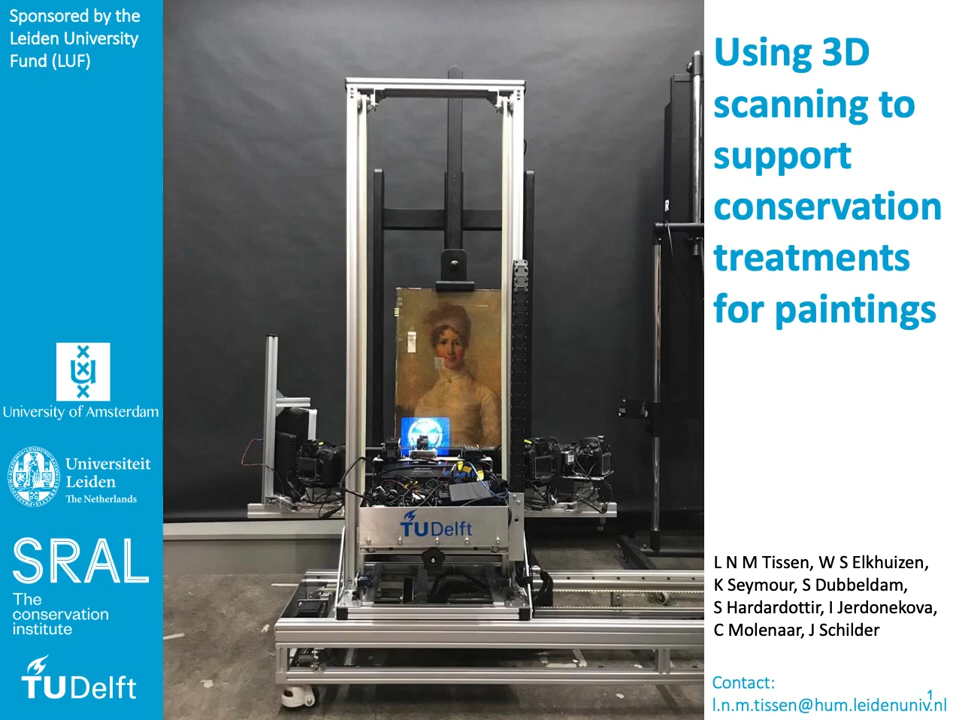 Sponsored by the
Leiden University
Fund (LUF)
University of Amsterdam
Universiteit
Leiden
The Netherlands
SRAL
The
conservation
institute
TUDelft
TUDelft
Using 3D
scanning to
support
conservation
treatments
for paintings
L N M Tissen, W S Elkhuizen,
K Seymour, S Dubbeldam,
S Hardardottir, I Jerdonekova,
C Molenaar, J Schilder
Contact:
l.n.m.tissen@hum.leidenuniv.nl
1